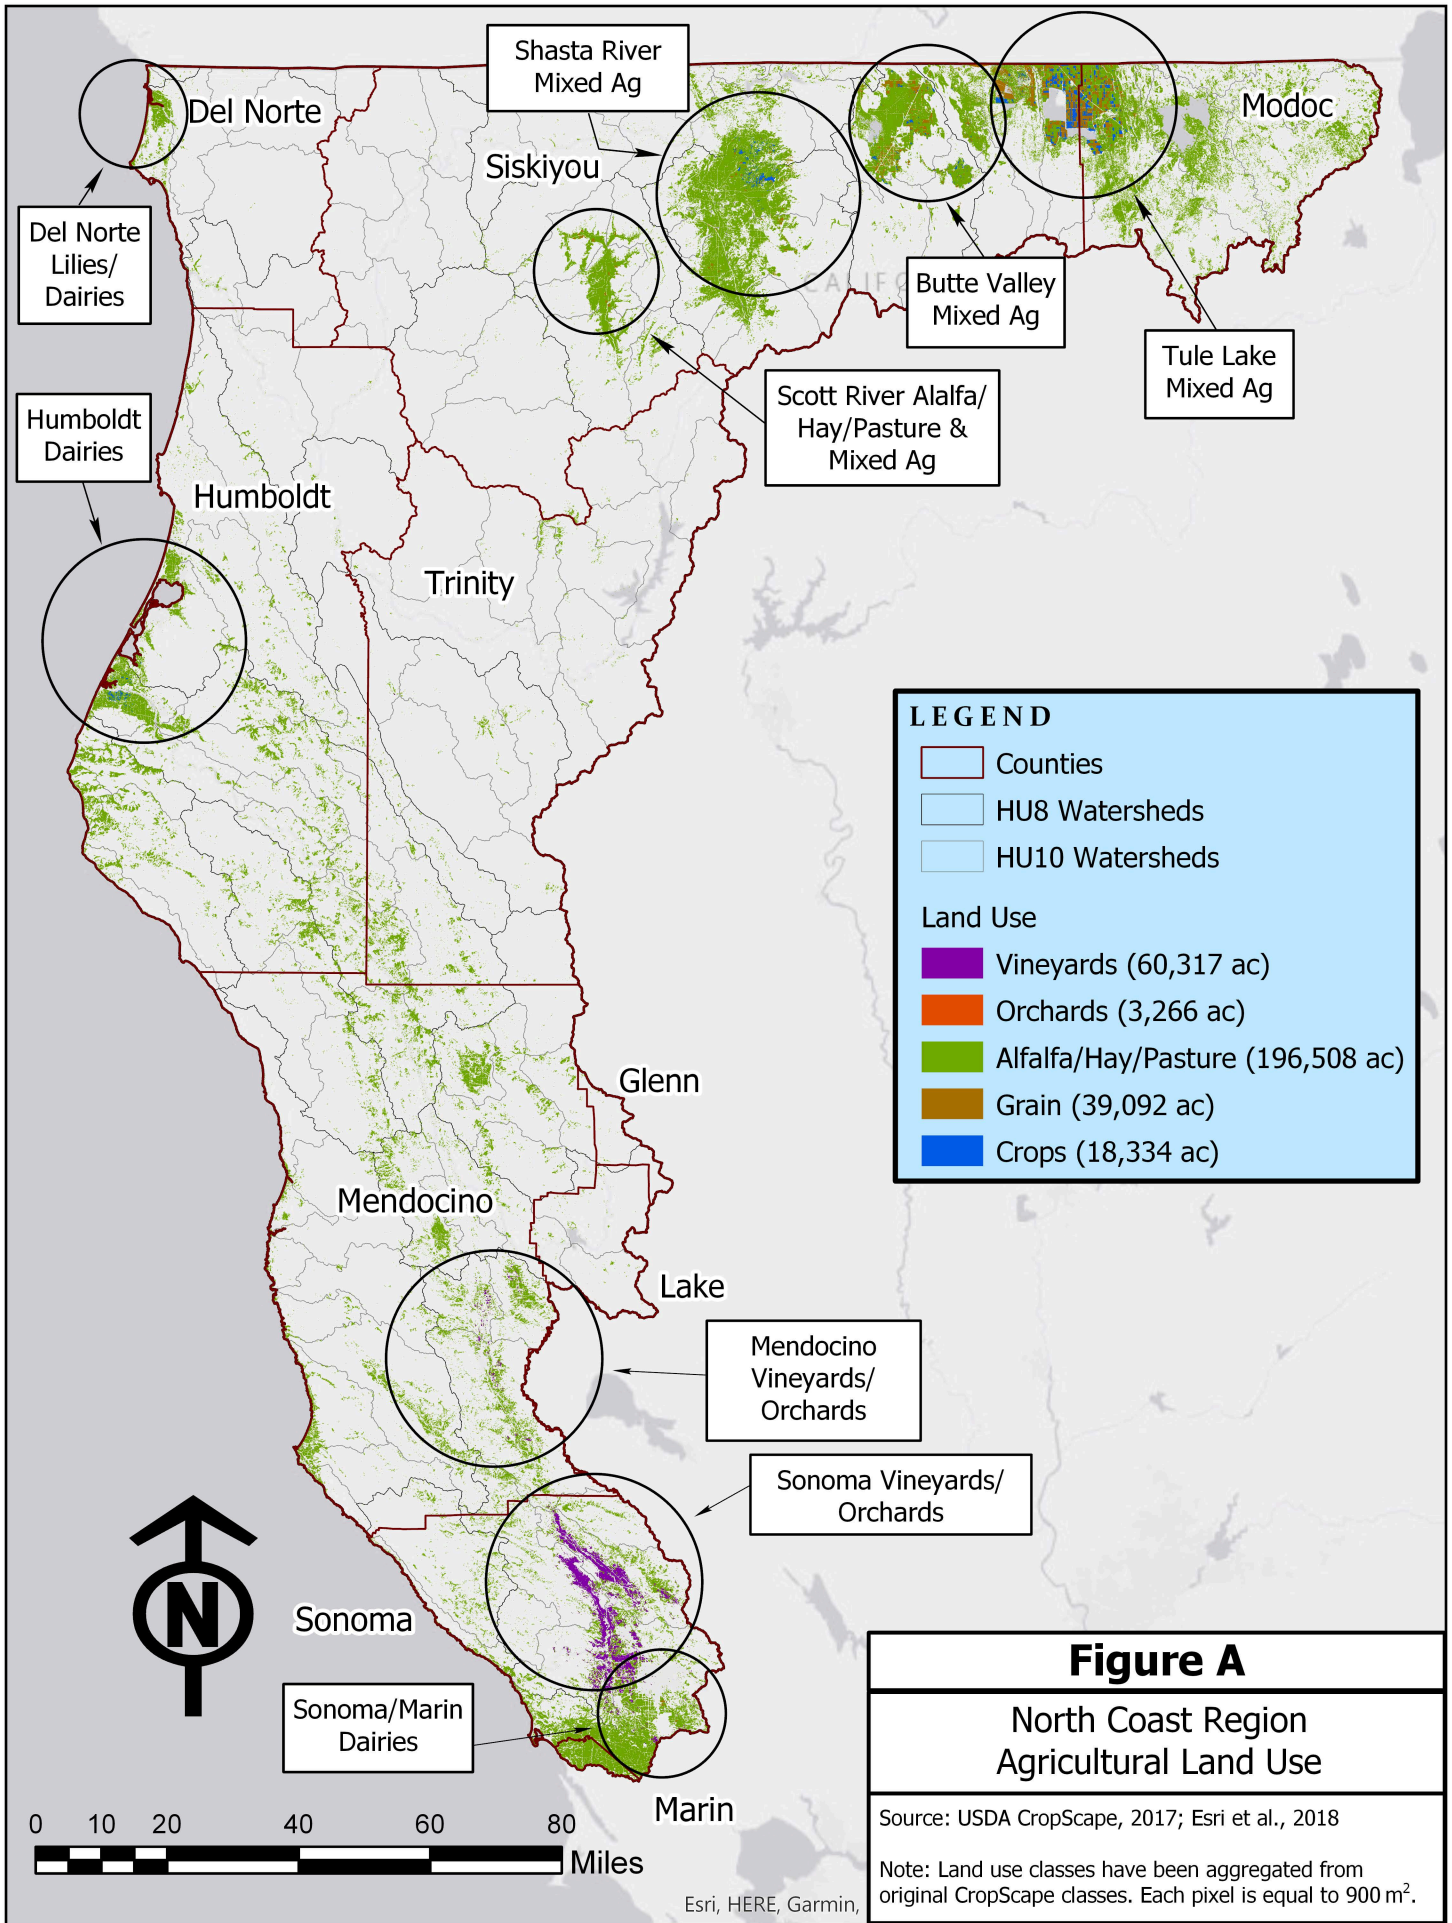 Shasta River
Mixed Ag
Del Norte
Siskiyou
Modoc
Del Norte
Lilies/
Dairies
CALIFO
Butte Valley
Mixed Ag
Tule Lake
Mixed Ag
Scott River Alalfa/
Hay/Pasture &
Mixed Ag
Humboldt
Dairies
Humboldt
Trinity
LEGEND
Counties
HU8 Watersheds
HU10 Watersheds
Land Use
Vineyards (60,317 ac)
Orchards (3,266 ac)
Alfalfa/Hay/Pasture (196,508 ac)
Grain (39,092 ac)
Crops (18,334 ac)
Glenn
Mendocino
Lake
Mendocino
Vineyards/
Orchards
Sonoma Vineyards/
Orchards
N
Sonoma
Sonoma/Marin
Dairies
Marin
0 10 20 40 60 80
Miles
Esri, HERE, Garmin,
Figure A
North Coast Region
Agricultural Land Use
Source: USDA CropScape, 2017; Esri et al., 2018
Note: Land use classes have been aggregated from
original CropScape classes. Each pixel is equal to 900 m².